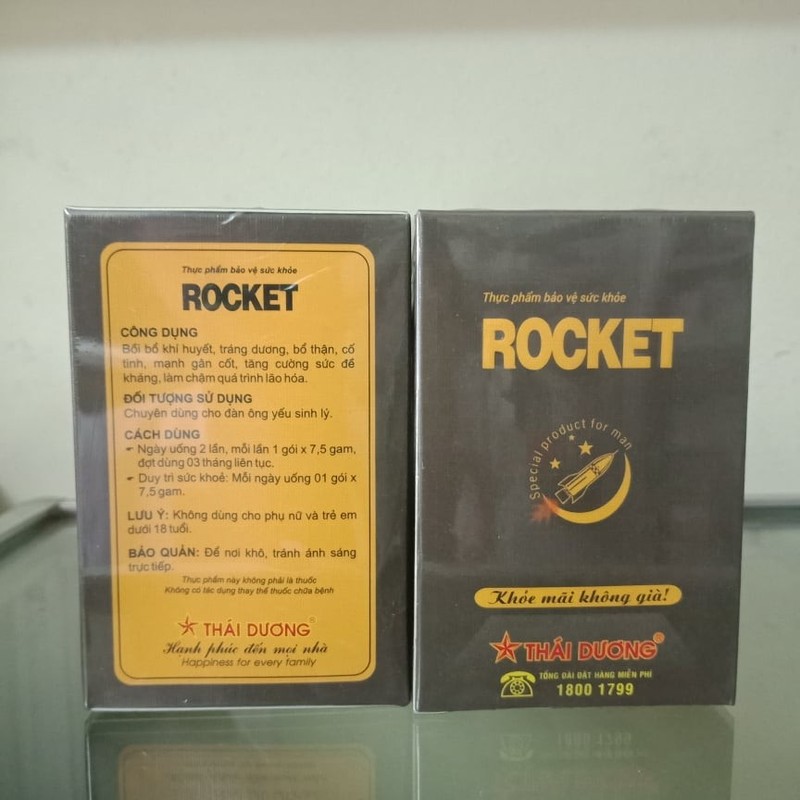 Thực phẩm bảo vệ sức khỏe
ROCKET
CÔNG DỤNG
Bồi bổ khí huyết, tráng dương, bổ thận, cố
tinh, mạnh gân cốt, tăng cường sức đề
kháng, làm chậm quá trình lão hóa.
ĐỐI TƯỢNG SỬ DỤNG
Chuyên dùng cho đàn ông yếu sinh lý.
CÁCH DÙNG
Ngày uống 2 lần, mỗi lần 1 gói x 7,5 gam,
đợt dùng 03 tháng liên tục.
Duy trì sức khoẻ: Mỗi ngày uống 01 gói x
7,5 gam.
LƯU Ý: Không dùng cho phụ nữ và trẻ em
dưới 18 tuổi.
BẢO QUẢN: Để nơi khô, tránh ánh sáng
trực tiếp.
Thực phẩm này không phải là thuốc
Không có tác dụng thay thế thuốc chữa bệnh
THÁI DƯƠNG®
Hạnh phúc đến mọi nhà
Happiness for every family
Thực phẩm bảo vệ sức khỏe
ROCKET
Special product for man
Khỏe mãi không già!
THÁI DƯƠNG®
TỔNG ĐÀI ĐẶT HÀNG MIỄN PHÍ
1800 1799